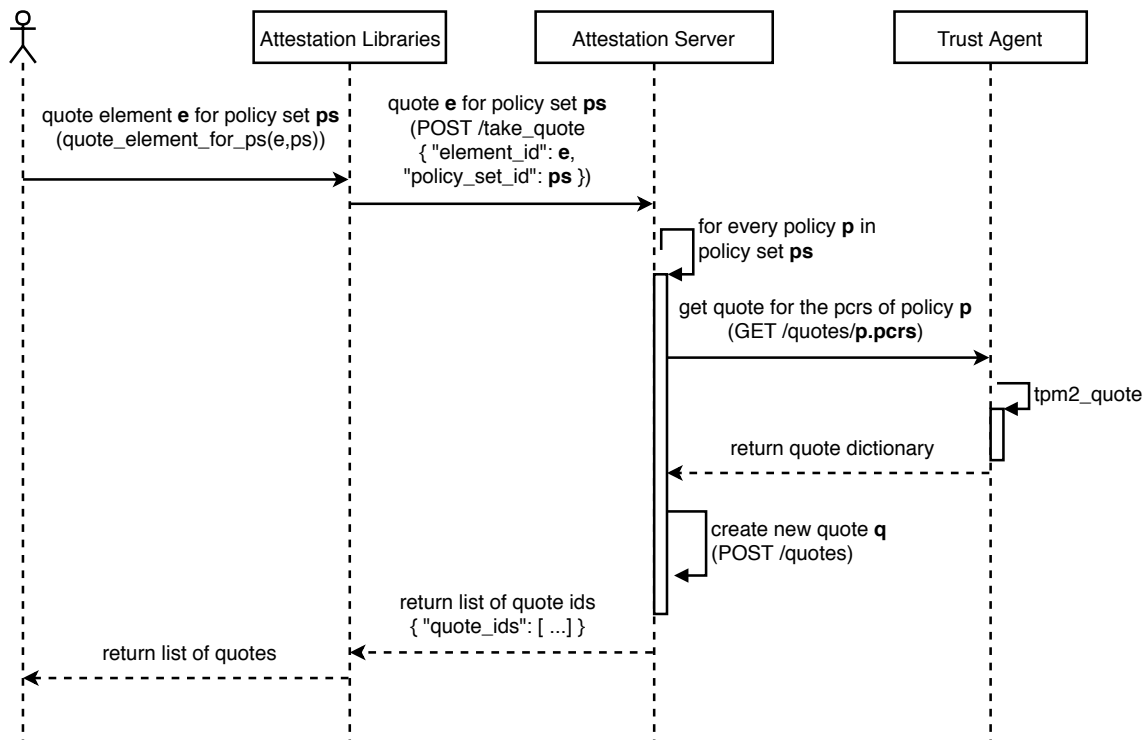 Attestation Libraries
Attestation Server
Trust Agent
quote element e for policy set ps
(quote_element_for_ps(e,ps))
quote e for policy set ps
(POST /take_quote
{ "element_id": e,
"policy_set_id": ps })
for every policy p in
policy set ps
get quote for the pcrs of policy p
(GET /quotes/p.pcrs)
tpm2_quote
return quote dictionary
create new quote q
(POST /quotes)
return list of quote ids
{ "quote_ids": [ ...] }
return list of quotes